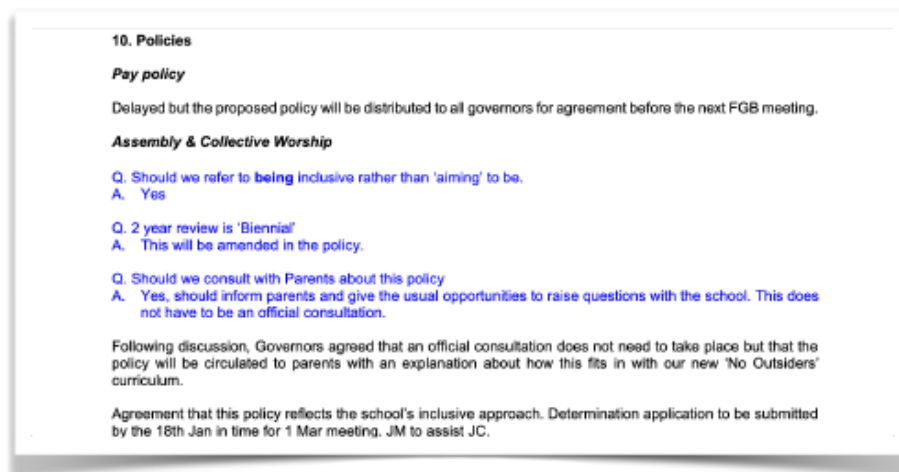 10. Policies
Pay policy
Delayed but the proposed policy will be distributed to all governors for agreement before the next FGB meeting.
Assembly & Collective Worship
Q. Should we refer to being inclusive rather than 'aiming' to be.
A. Yes
Q. 2 year review is 'Biennial'
A. This will be amended in the policy.
Q. Should we consult with Parents about this policy
A. Yes, should inform parents and give the usual opportunities to raise questions with the school. This does
not have to be an official consultation.
Following discussion, Governors agreed that an official consultation does not need to take place but that the
policy will be circulated to parents with an explanation about how this fits in with our new 'No Outsiders'
curriculum.
Agreement that this policy reflects the school's inclusive approach. Determination application to be submitted
by the 18th Jan in time for 1 Mar meeting. JM to assist JC.